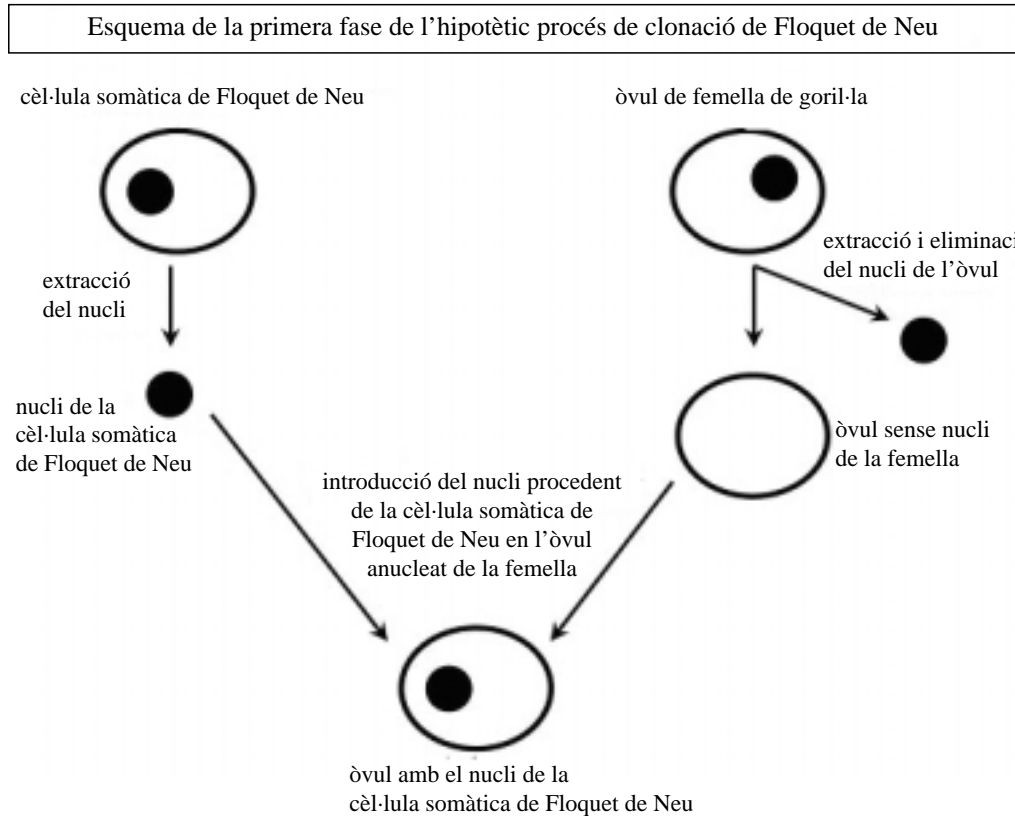 Esquema de la primera fase de l’hipotètic procés de clonació de Floquet de Neu
cèl·lula somàtica de Floquet de Neu
òvul de femella de goril·la
extracció
del nucli
extracció i eliminaci
del nucli de l’òvul
nucli de la
cèl·lula somàtica
de Floquet de Neu
òvul sense nucli
de la femella
introducció del nucli procedent
de la cèl·lula somàtica de
Floquet de Neu en l’òvul
anucleat de la femella
òvul amb el nucli de la
cèl·lula somàtica de Floquet de Neu